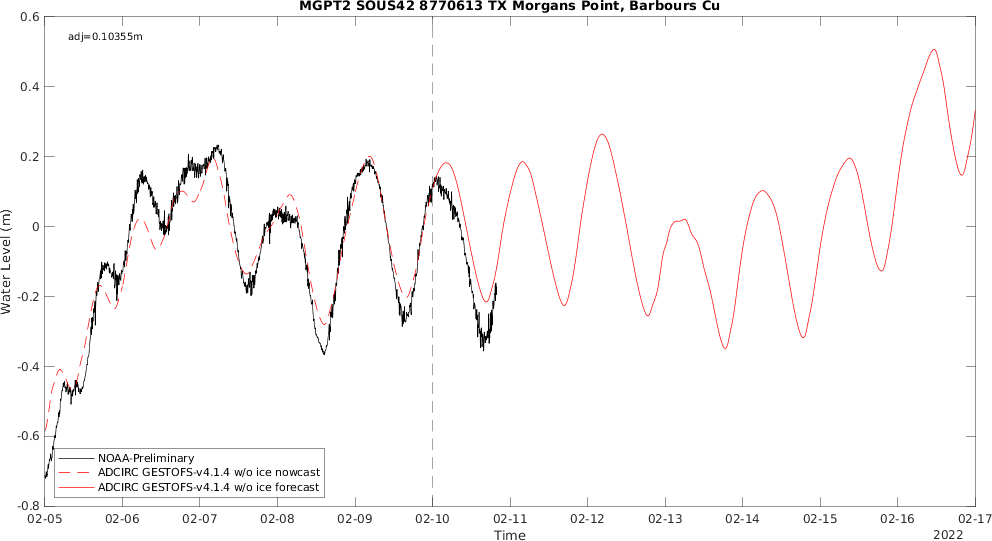 MGPT2 SOUS42 8770613 TX Morgans Point, Barbours Cu
adj=0.10355m
0.6
0.4
0.2
0
-0.2
-0.4
-0.6
-0.8
Water Level (m)
NOAA-Preliminary
ADCIRC GESTOFS-v4.1.4 w/o ice nowcast
ADCIRC GESTOFS-v4.1.4 w/o ice forecast
02-05 02-06 02-07 02-08 02-09 02-10 02-11 02-12 02-13 02-14 02-15 02-16 02-17
Time
2022